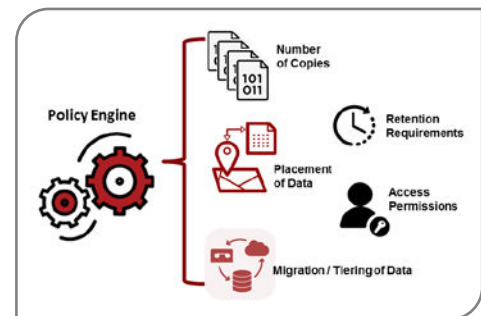 Policy Engine
Number
of Copies
101
011
Retention
Requirements
Placement
of Data
Access
Permissions
Migration / Tiering of Data